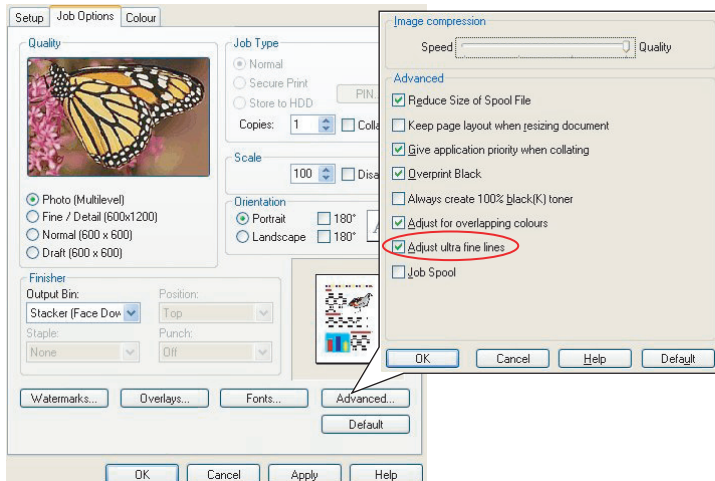 Setup
Job Options
Colour
Quality
Photo (Multilevel)
Fine / Detail (600x1200)
Normal (600 x 600)
Draft (600 x 600)
Job Type
Normal
Secure Print
Store to HDD
PIN..
Copies: 1
Colla
Scale
100
Disa
Orientation
Portrait 180°
Landscape 180°
A
Finisher
Output Bin: Position:
Stacker (Face Dow Top
Staple: Punch:
None Off
Watermarks... Overlays... Fonts... Advanced...
Default
OK Cancel Apply Help
Image compression
Speed Quality
Advanced
Reduce Size of Spool File
Keep page layout when resizing document
Give application priority when collating
Overprint Black
Always create 100% black(K) toner
Adjust for overlapping colours
Adjust ultra fine lines
Job Spool
OK Cancel Help Default